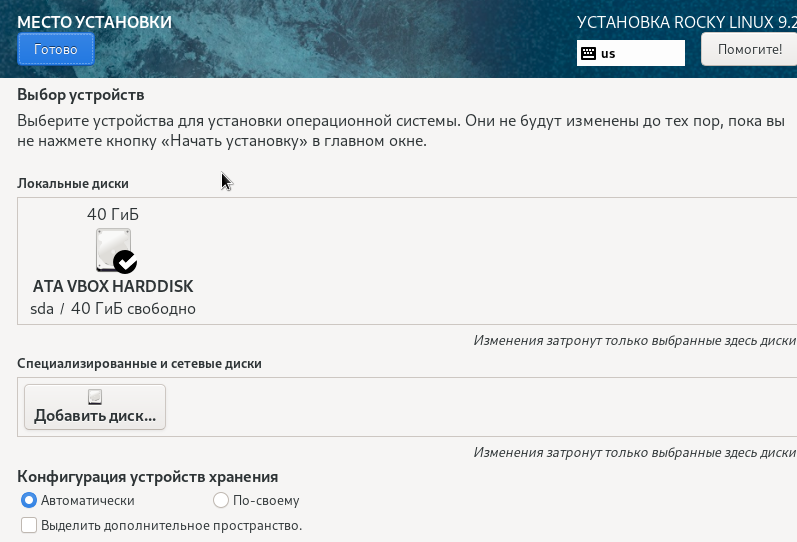 МЕСТО УСТАНОВКИ
УСТАНОВКА ROCKY LINUX 9.2
Готово
us
Помогите!
Выбор устройств
Выберите устройства для установки операционной системы. Они не будут изменены до тех пор, пока вы
не нажмете кнопку «Начать установку» в главном окне.
Локальные диски
40 ГиБ
ATA VBOX HARDDISK
sda / 40 ГиБ свободно
Изменения затронут только выбранные здесь диски
Специализированные и сетевые диски
Добавить диск...
Изменения затронут только выбранные здесь диски
Конфигурация устройств хранения
Автоматически
По-своему
Выделить дополнительное пространство.